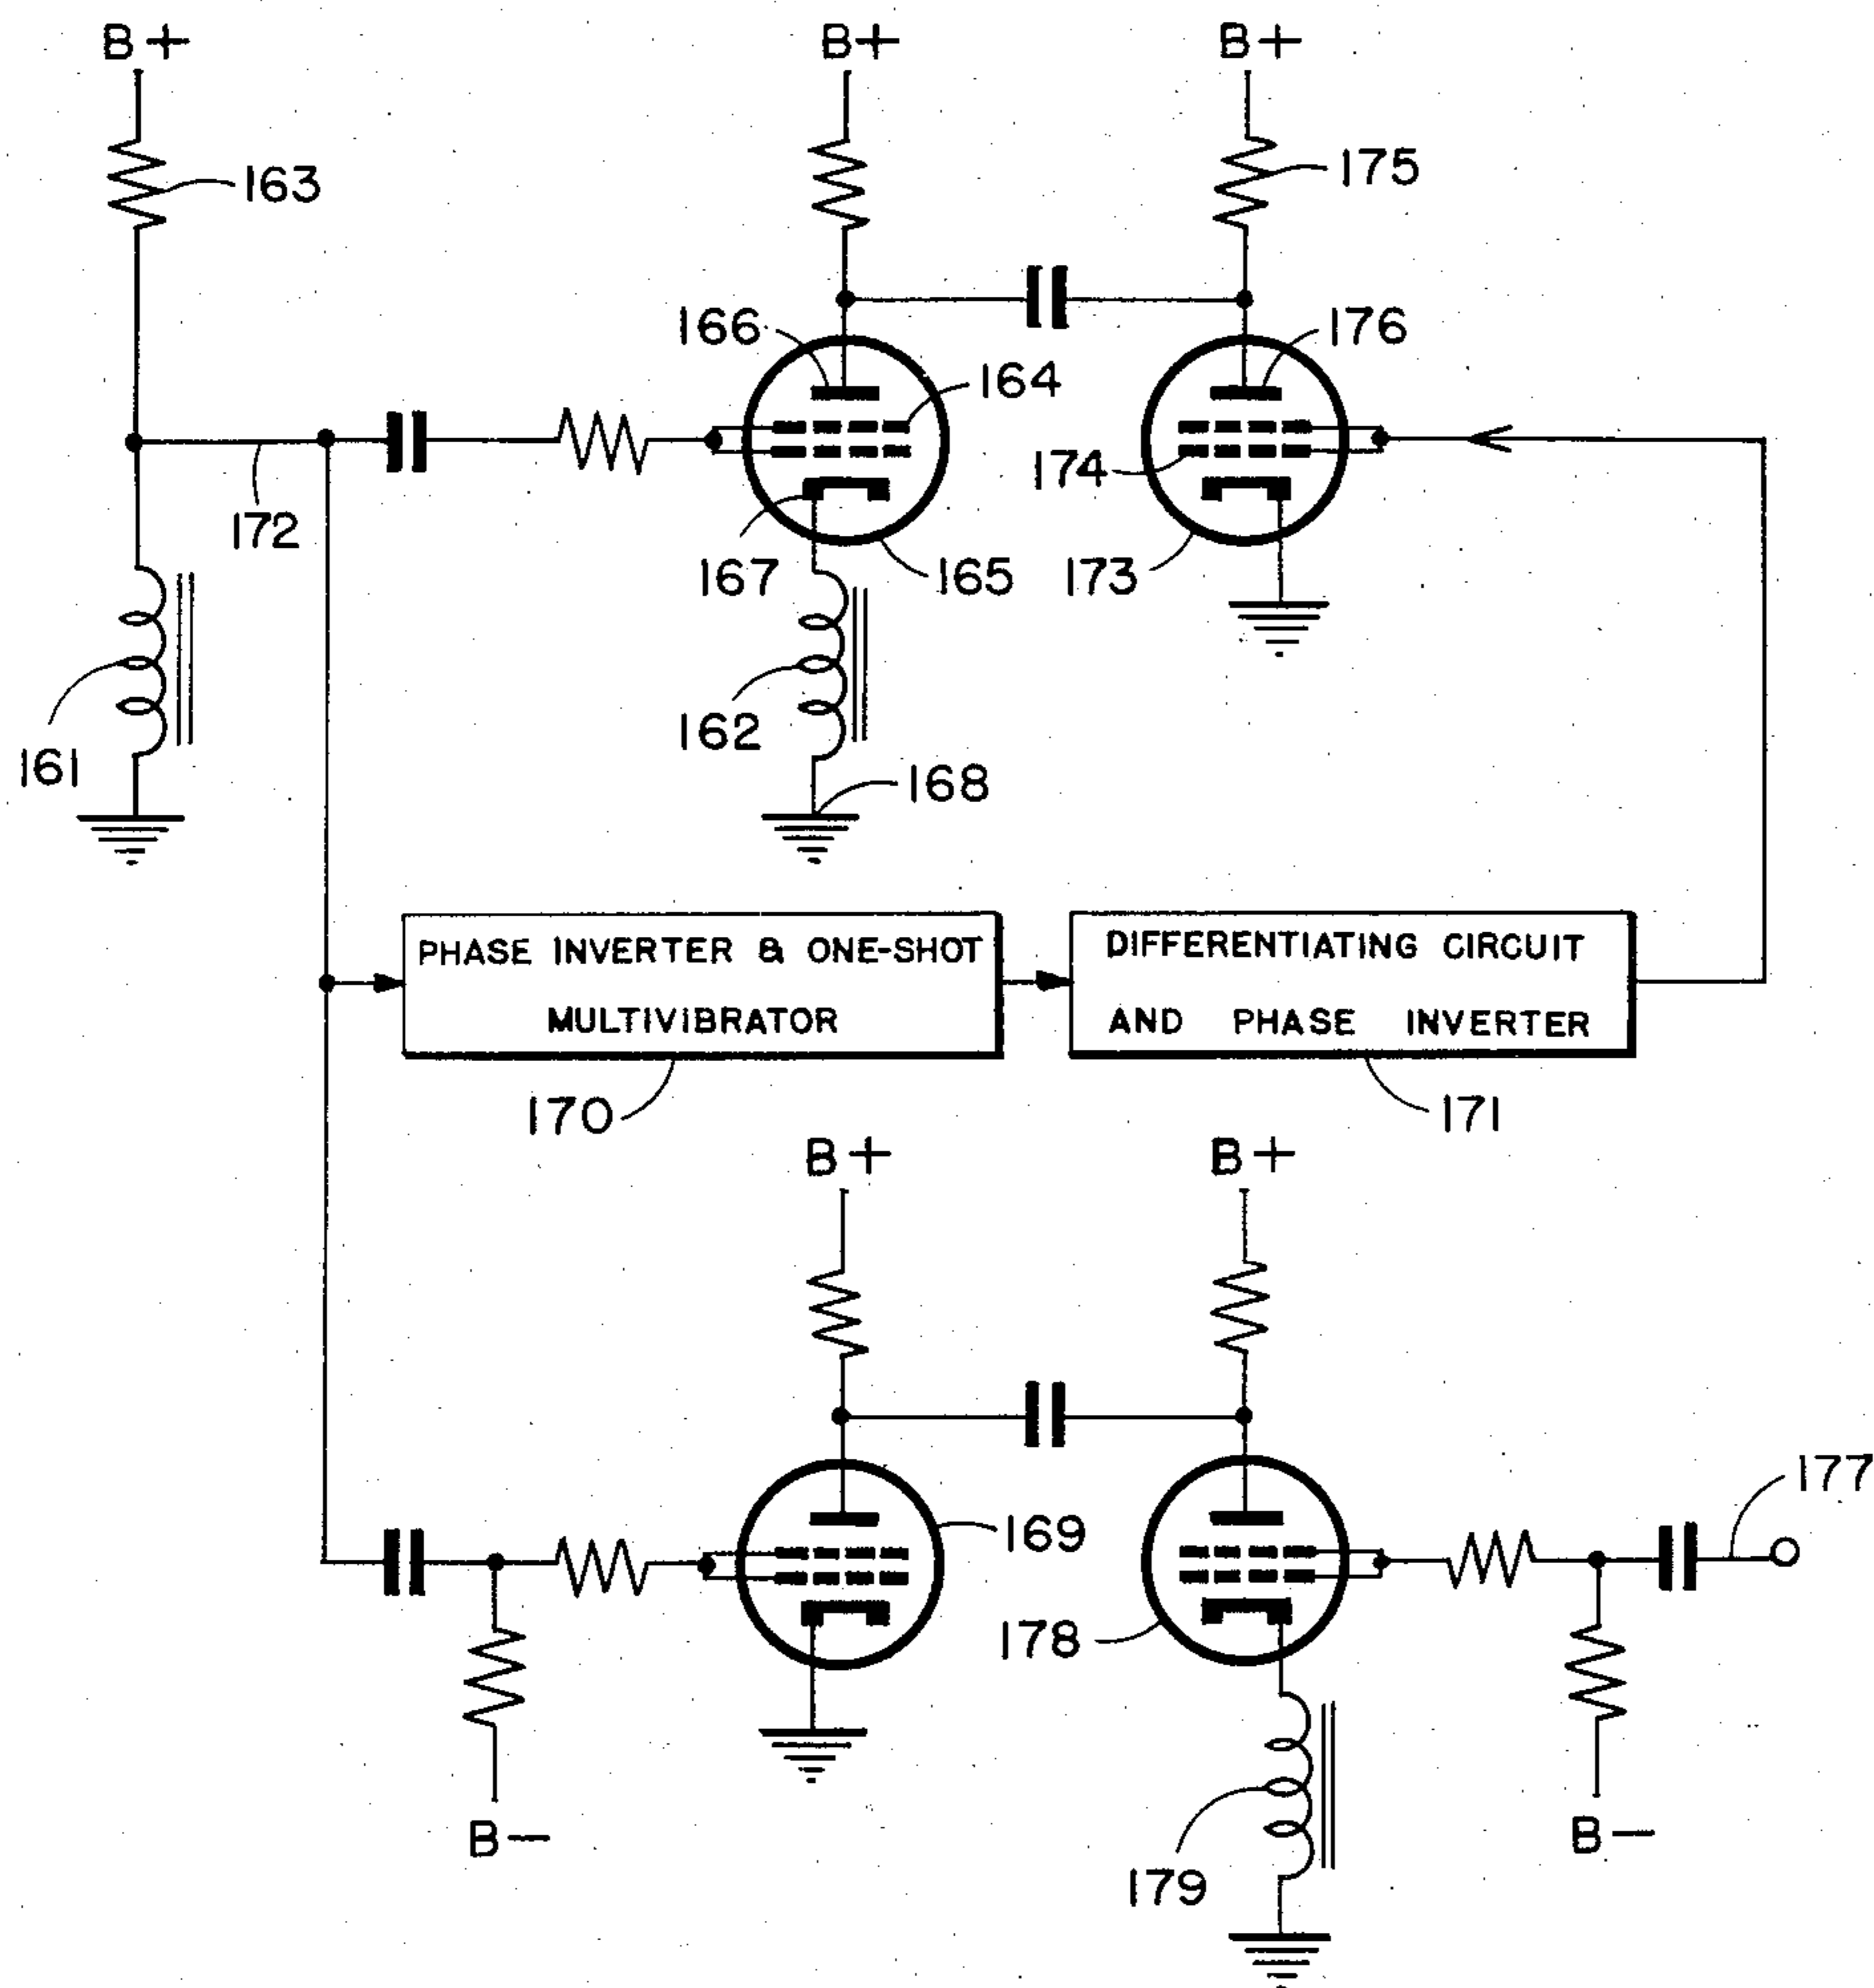 B+
B+
B+
163
175
166
176
164
174
172
167
165
173
162
161
168
PHASE INVERTER & ONE-SHOT
MULTIVIBRATOR
DIFFERENTIATING CIRCUIT
AND PHASE INVERTER
170
171
B+
B+
177
169
178
B−
B−
179